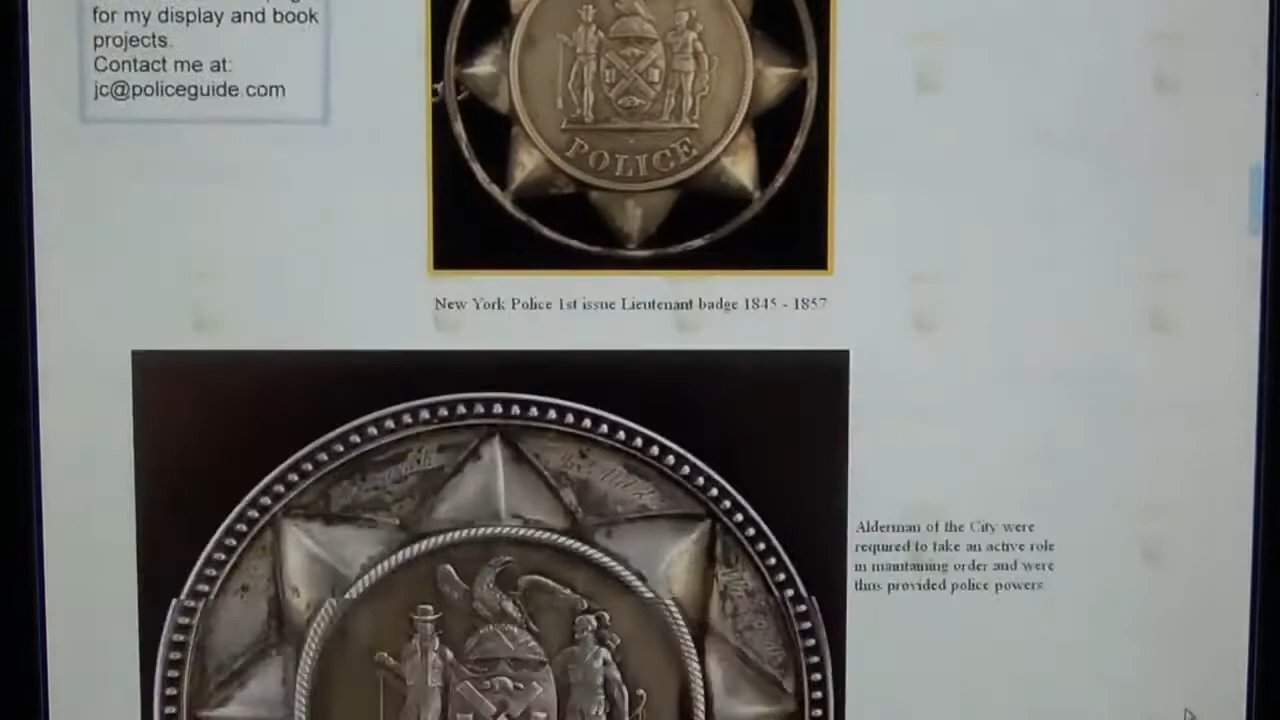 for my display and book
projects.
Contact me at:
jc@policeguide.com
POLICE
New York Police 1st issue Lieutenant badge 1845 - 1857
Alderman of the City were
required to take an active role
in maintaining order and were
thus provided police powers